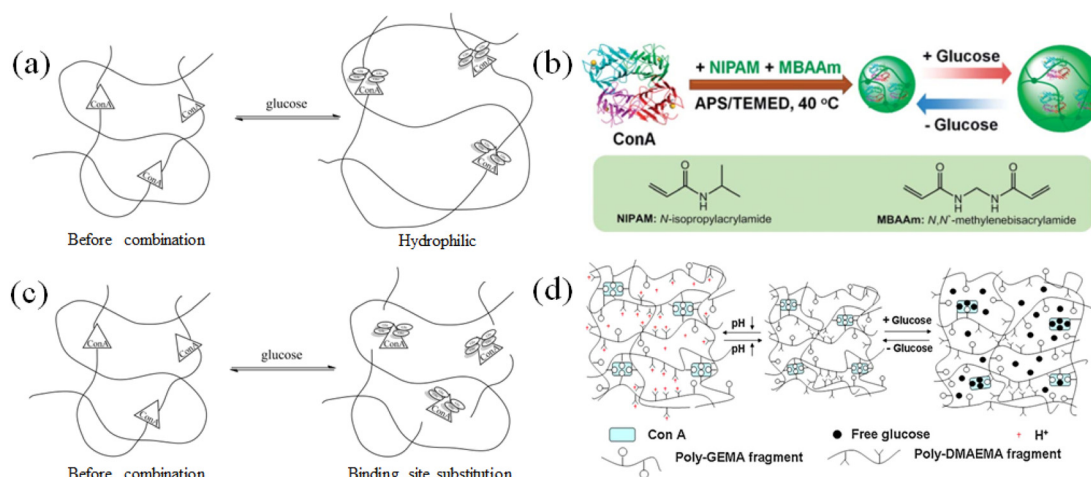 (a)
ConA
ConA
ConA
Before combination
glucose
ConA
ConA
ConA
Hydrophilic
(b)
ConA
+ NIPAM + MBAAm
APS/TEMED, 40 °C
+ Glucose
- Glucose
O
N
H
NIPAM: N-isopropylacrylamide
O
O
N
H
N
H
MBAAm: N,N'-methylenebisacrylamide
(c)
ConA
ConA
ConA
Before combination
glucose
ConA
ConA
ConA
Binding site substitution
(d)
pH ↓
pH ↑
+ Glucose
- Glucose
Con A
Free glucose
+ H⁺
Poly-GEMA fragment
Poly-DMAEMA fragment